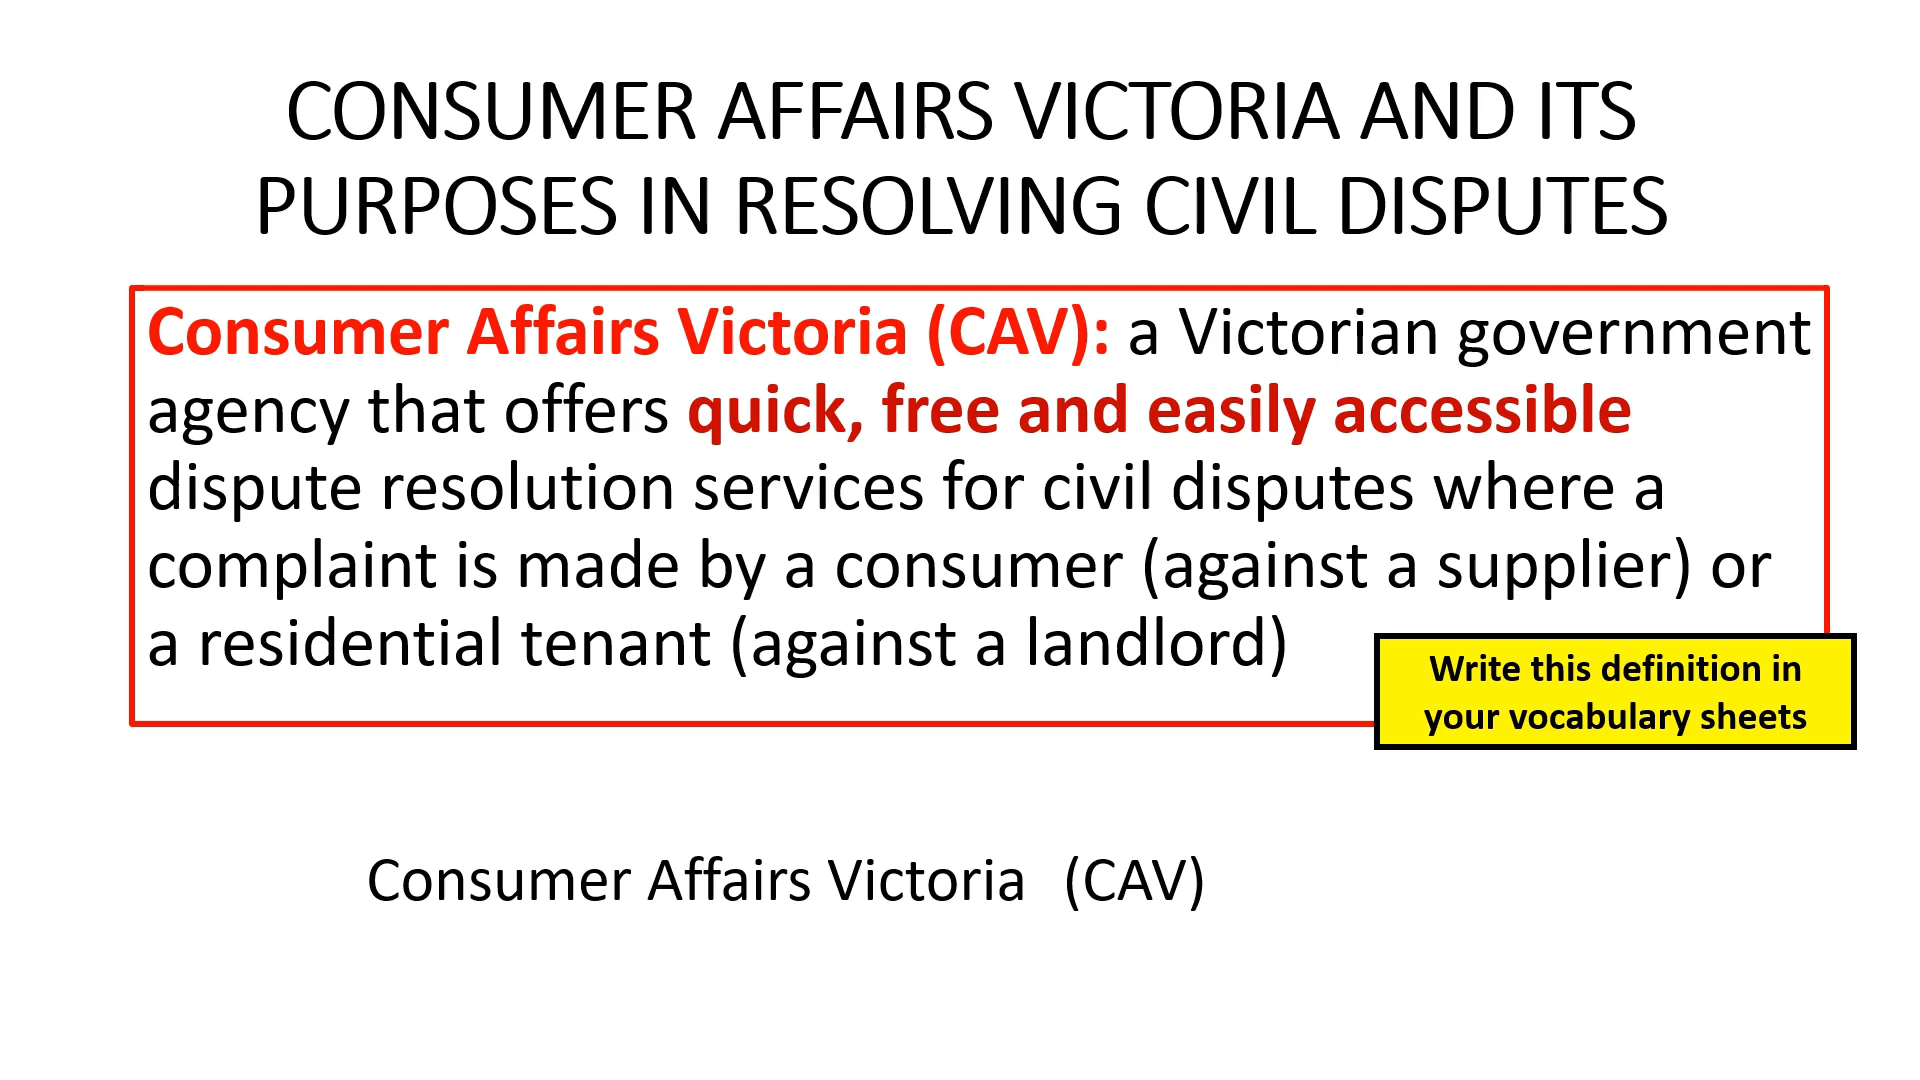 CONSUMER AFFAIRS VICTORIA AND ITS
PURPOSES IN RESOLVING CIVIL DISPUTES
Consumer Affairs Victoria (CAV): a Victorian government
agency that offers quick, free and easily accessible
dispute resolution services for civil disputes where a
complaint is made by a consumer (against a supplier) or
a residential tenant (against a landlord)
Write this definition in
your vocabulary sheets
Consumer Affairs Victoria (CAV)